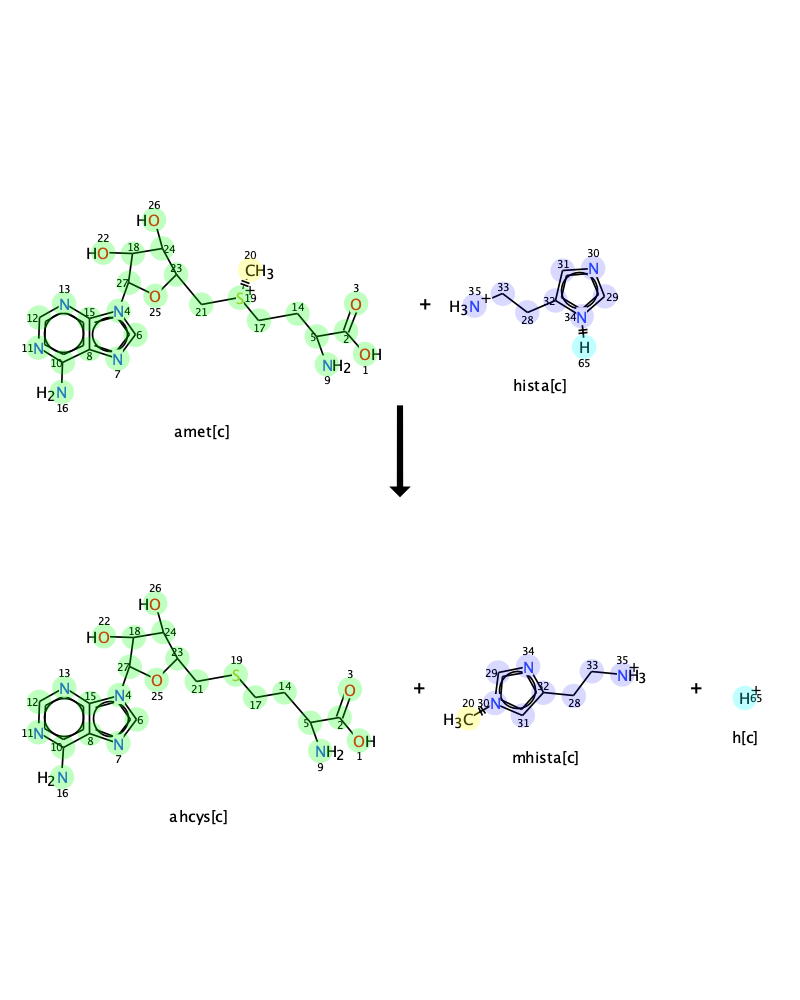 26
HO
22
HO
18
24
20
CH3
23
27
O
25
S
+
19
3
O
13
N
12
15
N4
21
14
17
5
2
6
11N
8
10
N
7
NH2
9
OH
1
H2N
16
amet[c]
+
31
30
N
35
H3N+
33
32
29
28
34N
H
65
hista[c]
26
HO
22
HO
18
24
23
27
O
25
19
S
3
O
13
N
12
15
N4
21
14
17
5
2
6
11N
8
10
N
7
NH2
9
OH
1
H2N
16
ahcys[c]
+
34
N
29
33
35
NH3
+
32
20
H3C
30N
31
28
mhista[c]
+
H+
65
h[c]